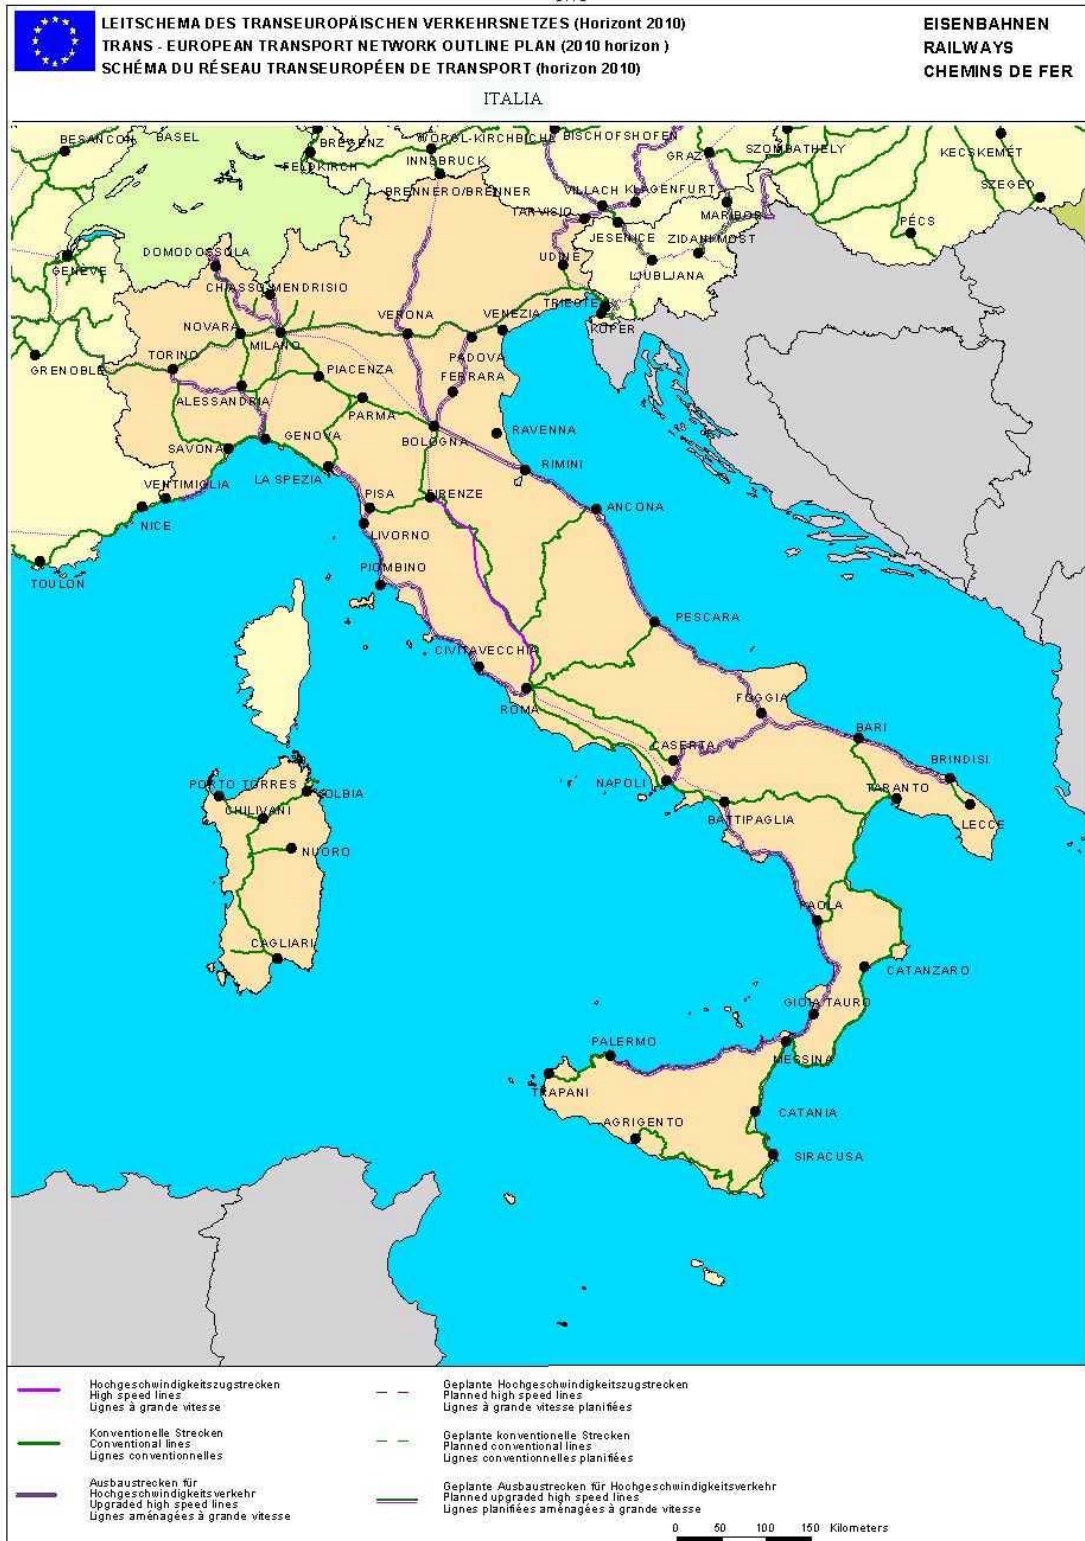 LEITSCHEMA DES TRANSEUROPÄISCHEN VERKEHRSNETZES (Horizont 2010)
TRANS - EUROPEAN TRANSPORT NETWORK OUTLINE PLAN (2010 horizon )
SCHÉMA DU RÉSEAU TRANSEUROPÉEN DE TRANSPORT (horizon 2010)
EISENBAHNEN
RAILWAYS
CHEMINS DE FER
ITALIA
BESANCON
BASEL
BREGENZ
FELDKIRCH
WÖRGL-KIRCHBICHL
INNSBRUCK
BISCHOFSHOFEN
GRAZ
SZOMBATHELY
KECSKEMÉT
SZEGED
BRENNERO/BRENNER
VILLACH
KLAGENFURT
TARVISIO
MARIBOR
PÉCS
JESENICE
ZIDANI MOST
GENÈVE
DOMODOSSOLA
UDINE
LJUBLJANA
CHIASSO-MENDRISIO
TRIESTE
KOPER
NOVARA
MILANO
VERONA
VENEZIA
PADOVA
GRENOBLE
TORINO
PIACENZA
FERRARA
ALESSANDRIA
PARMA
GENOVA
BOLOGNA
RAVENNA
SAVONA
LA SPEZIA
RIMINI
VENTIMIGLIA
PISA
FIRENZE
NICE
LIVORNO
ANCONA
TOULON
PIOMBINO
PESCARA
CIVITAVECCHIA
ROMA
FOGGIA
BARI
CASERTA
BRINDISI
PORTO TORRES
OLBIA
NAPOLI
TARANTO
CHILIVANI
BATTIPAGLIA
LECCE
NUORO
PAOLA
CAGLIARI
CATANZARO
GIOIA TAURO
PALERMO
MESSINA
TRAPANI
CATANIA
AGRIGENTO
SIRACUSA
Hochgeschwindigkeitszugstrecken
High speed lines
Lignes à grande vitesse
Konventionelle Strecken
Conventional lines
Lignes conventionnelles
Ausbaustrecken für
Hochgeschwindigkeitsverkehr
Upgraded high speed lines
Lignes aménagées à grande vitesse
Geplante Hochgeschwindigkeitszugstrecken
Planned high speed lines
Lignes à grande vitesse planifiées
Geplante konventionelle Strecken
Planned conventional lines
Lignes conventionnelles planifiées
Geplante Ausbaustrecken für Hochgeschwindigkeitsverkehr
Planned upgraded high speed lines
Lignes planifiées aménagées à grande vitesse
0 50 100 150 Kilometers